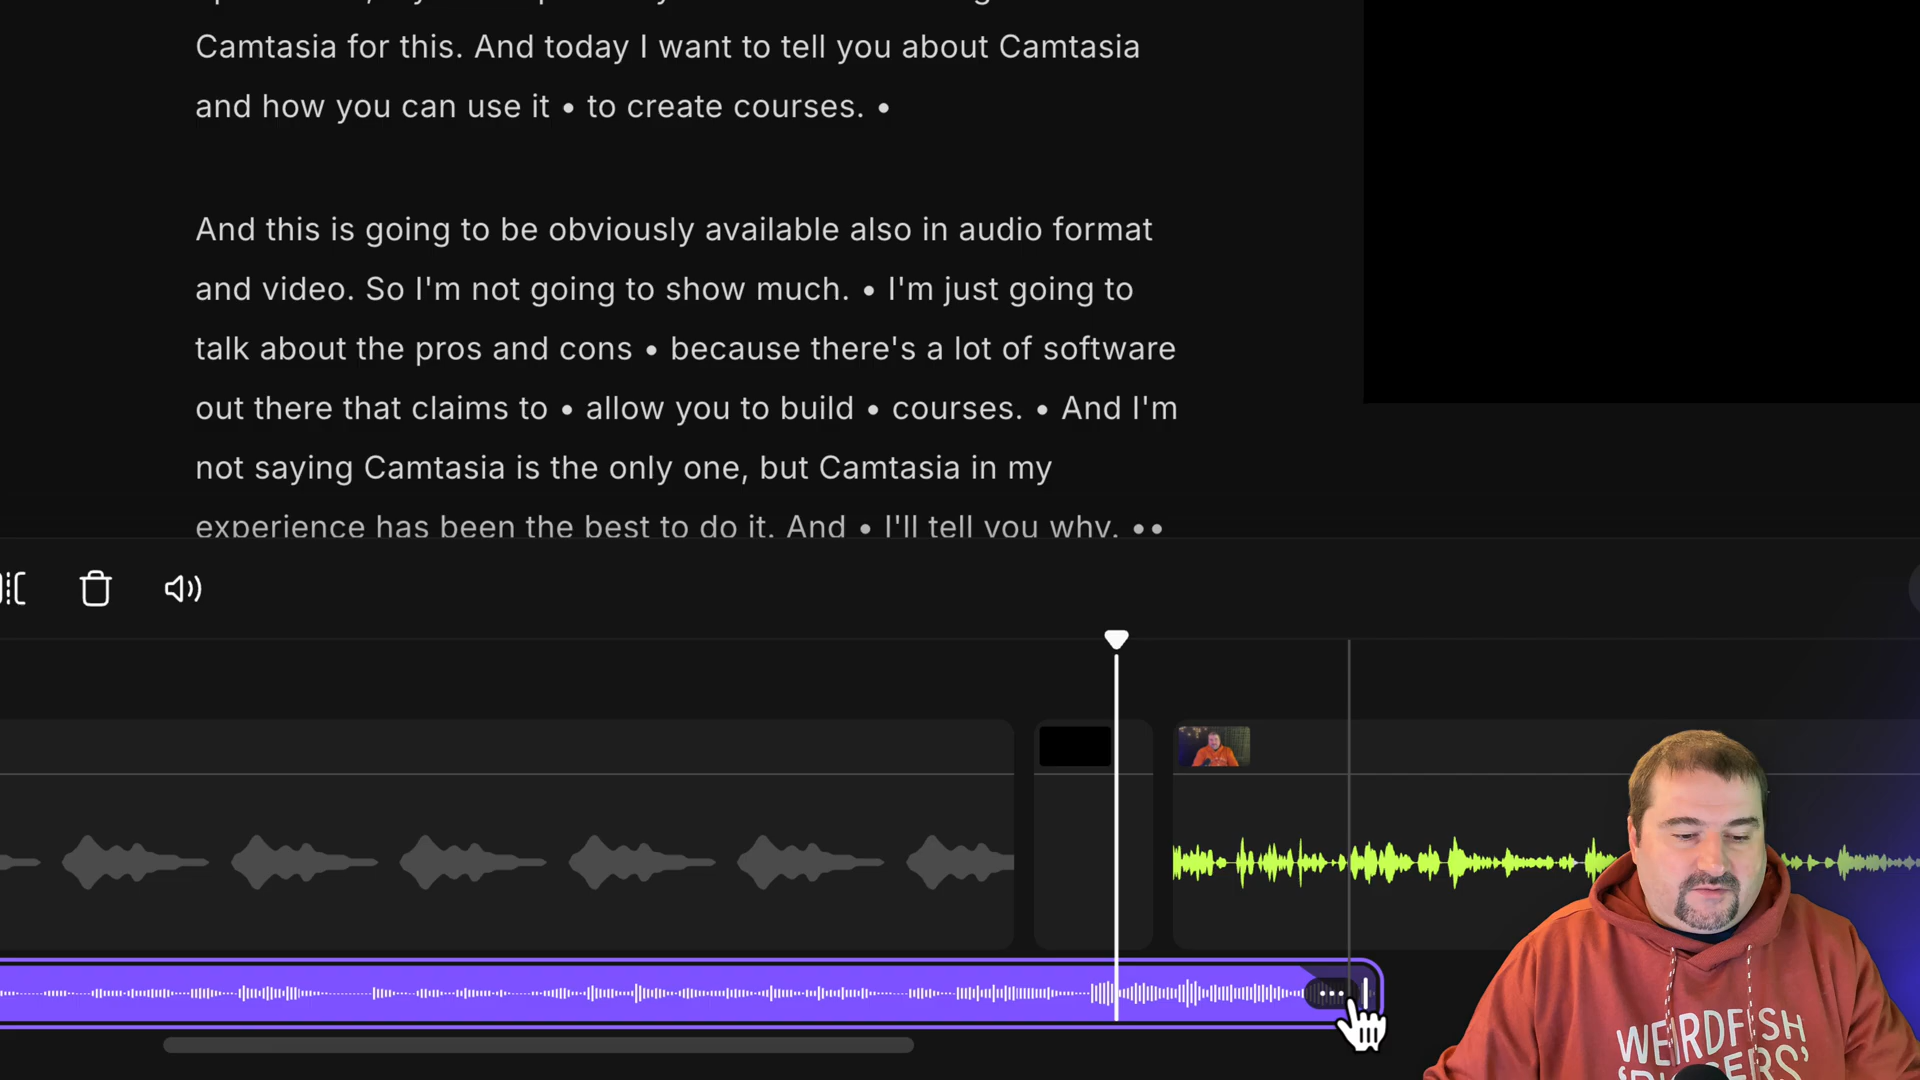 Camtasia for this. And today I want to tell you about Camtasia
and how you can use it • to create courses. •
And this is going to be obviously available also in audio format
and video. So I'm not going to show much. • I'm just going to
talk about the pros and cons • because there's a lot of software
out there that claims to • allow you to build • courses. • And I'm
not saying Camtasia is the only one, but Camtasia in my
experience has been the best to do it. And • I'll tell you why. ••
WEIRDFISH